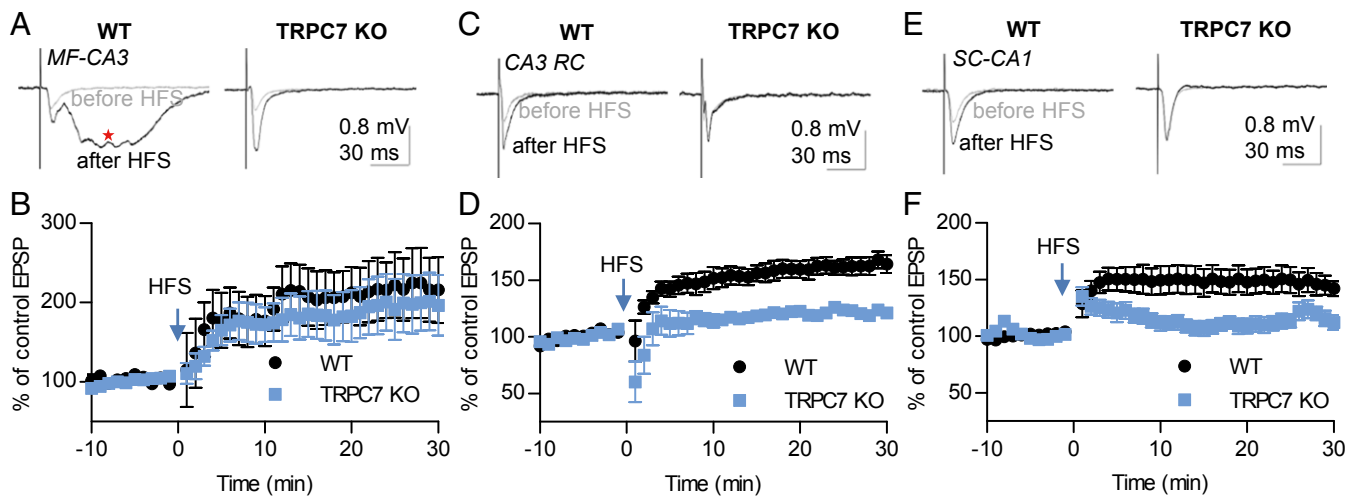 A
WT
TRPC7 KO
MF-CA3
before HFS
after HFS
0.8 mV
30 ms
C
WT
TRPC7 KO
CA3 RC
before HFS
after HFS
0.8 mV
30 ms
E
WT
TRPC7 KO
SC-CA1
before HFS
after HFS
0.8 mV
30 ms
B
% of control EPSP
300
200
100
HFS
WT
TRPC7 KO
-10
0
10
20
30
Time (min)
D
% of control EPSP
200
150
100
50
HFS
WT
TRPC7 KO
-10
0
10
20
30
Time (min)
F
% of control EPSP
200
150
100
50
HFS
WT
TRPC7 KO
-10
0
10
20
30
Time (min)